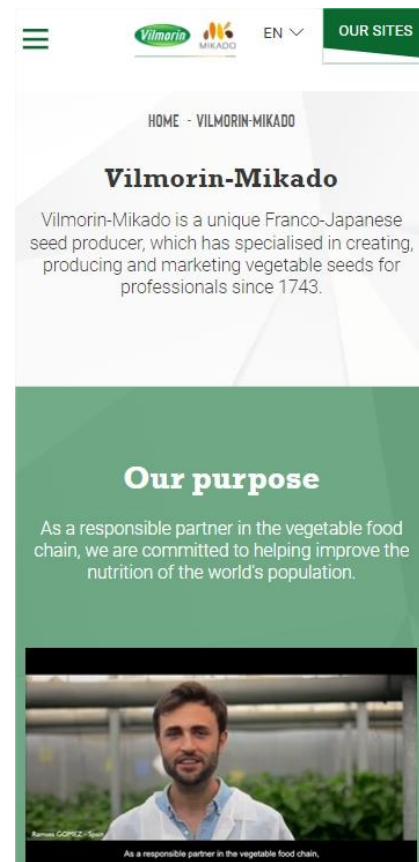 Vilmorin
MIKADO
EN
OUR SITES
HOME - VILMORIN-MIKADO
Vilmorin-Mikado
Vilmorin-Mikado is a unique Franco-Japanese
seed producer, which has specialised in creating,
producing and marketing vegetable seeds for
professionals since 1743.
Our purpose
As a responsible partner in the vegetable food
chain, we are committed to helping improve the
nutrition of the world's population.
Ramses GOMEZ - Spain
As a responsible partner in the vegetable food chain,